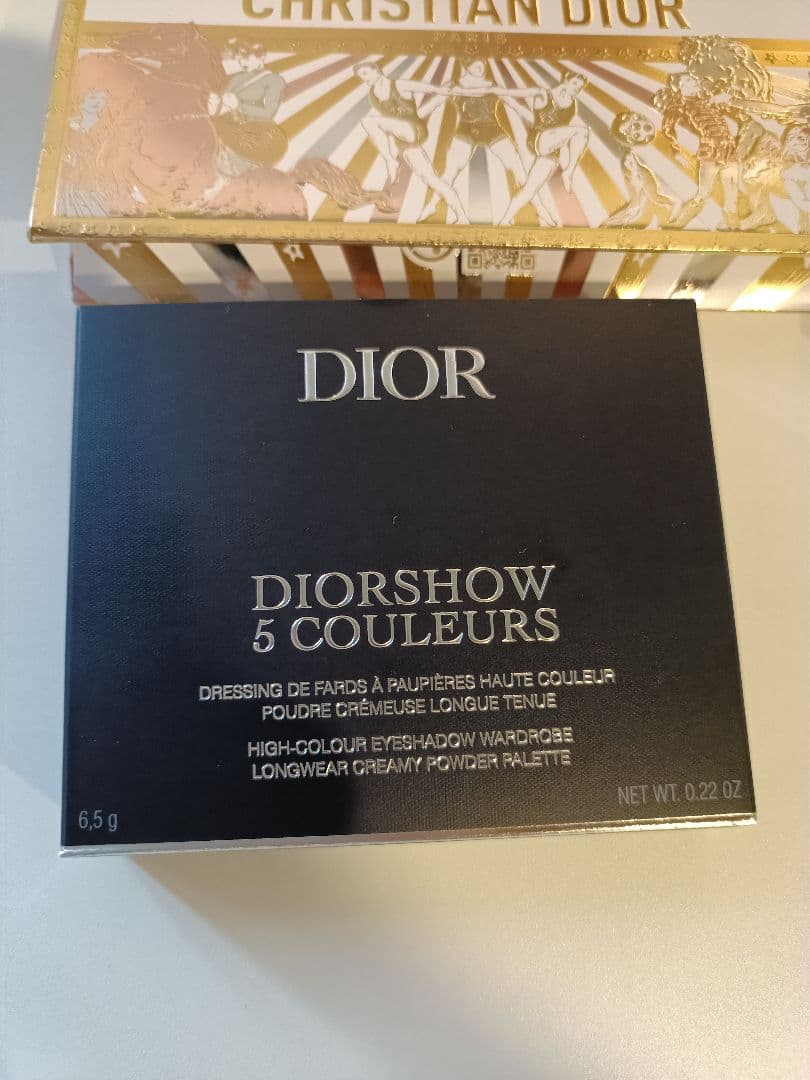 CHRISTIAN DIOR
PARIS
DIOR
DIORSHOW
5 COULEURS
DRESSING DE FARDS À PAUPIÈRES HAUTE COULEUR
POUDRE CRÉMEUSE LONGUE TENUE
HIGH-COLOUR EYESHADOW WARDROBE
LONGWEAR CREAMY POWDER PALETTE
6,5 g
NET WT. 0.22 OZ